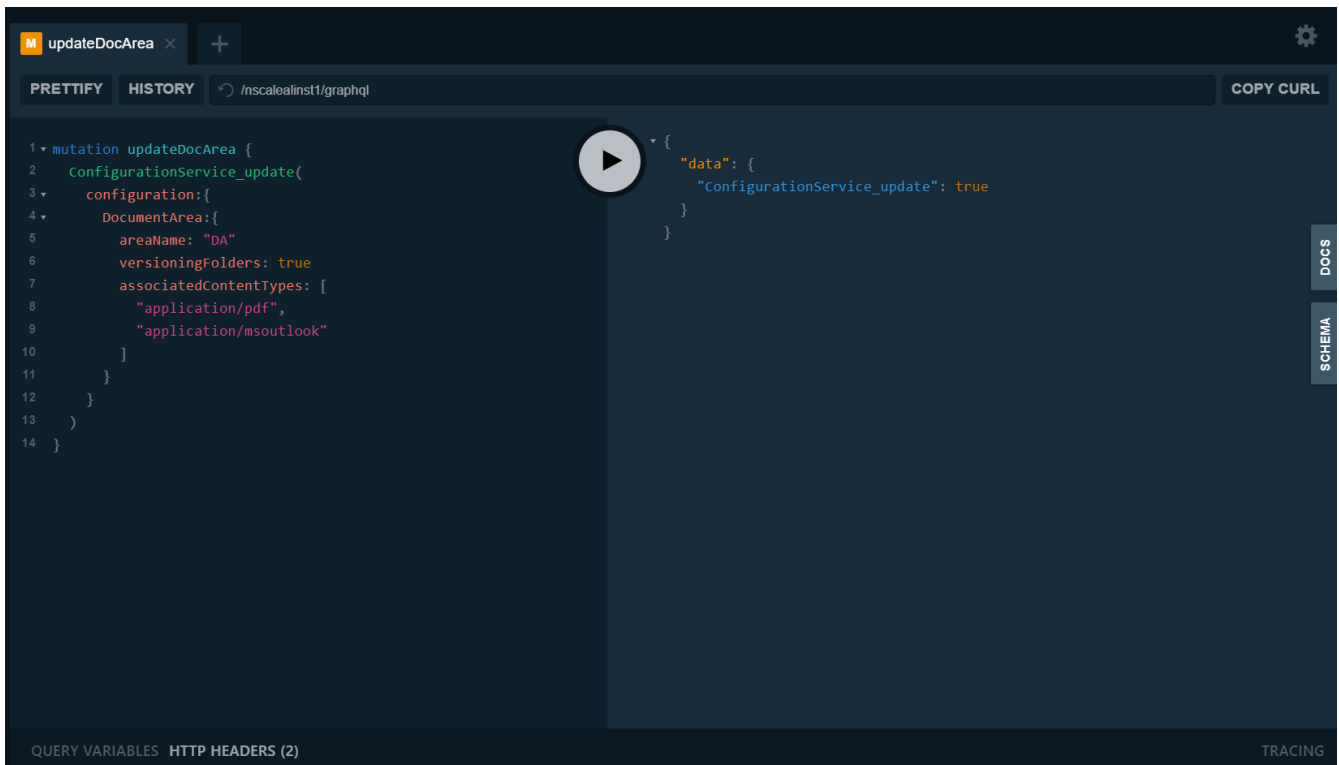 M updateDocArea ×
+
PRETTIFY HISTORY /nscalealinst1/graphql COPY CURL
1 mutation updateDocArea {
2 ConfigurationService_update(
3 configuration:{
4 DocumentArea:{
5 areaName: "DA"
6 versioningFolders: true
7 associatedContentTypes: [
8 "application/pdf",
9 "application/msoutlook"
10 ]
11 }
12 }
13 )
14 }
{
"data": {
"ConfigurationService_update": true
}
}
DOCS
SCHEMA
QUERY VARIABLES HTTP HEADERS (2) TRACING